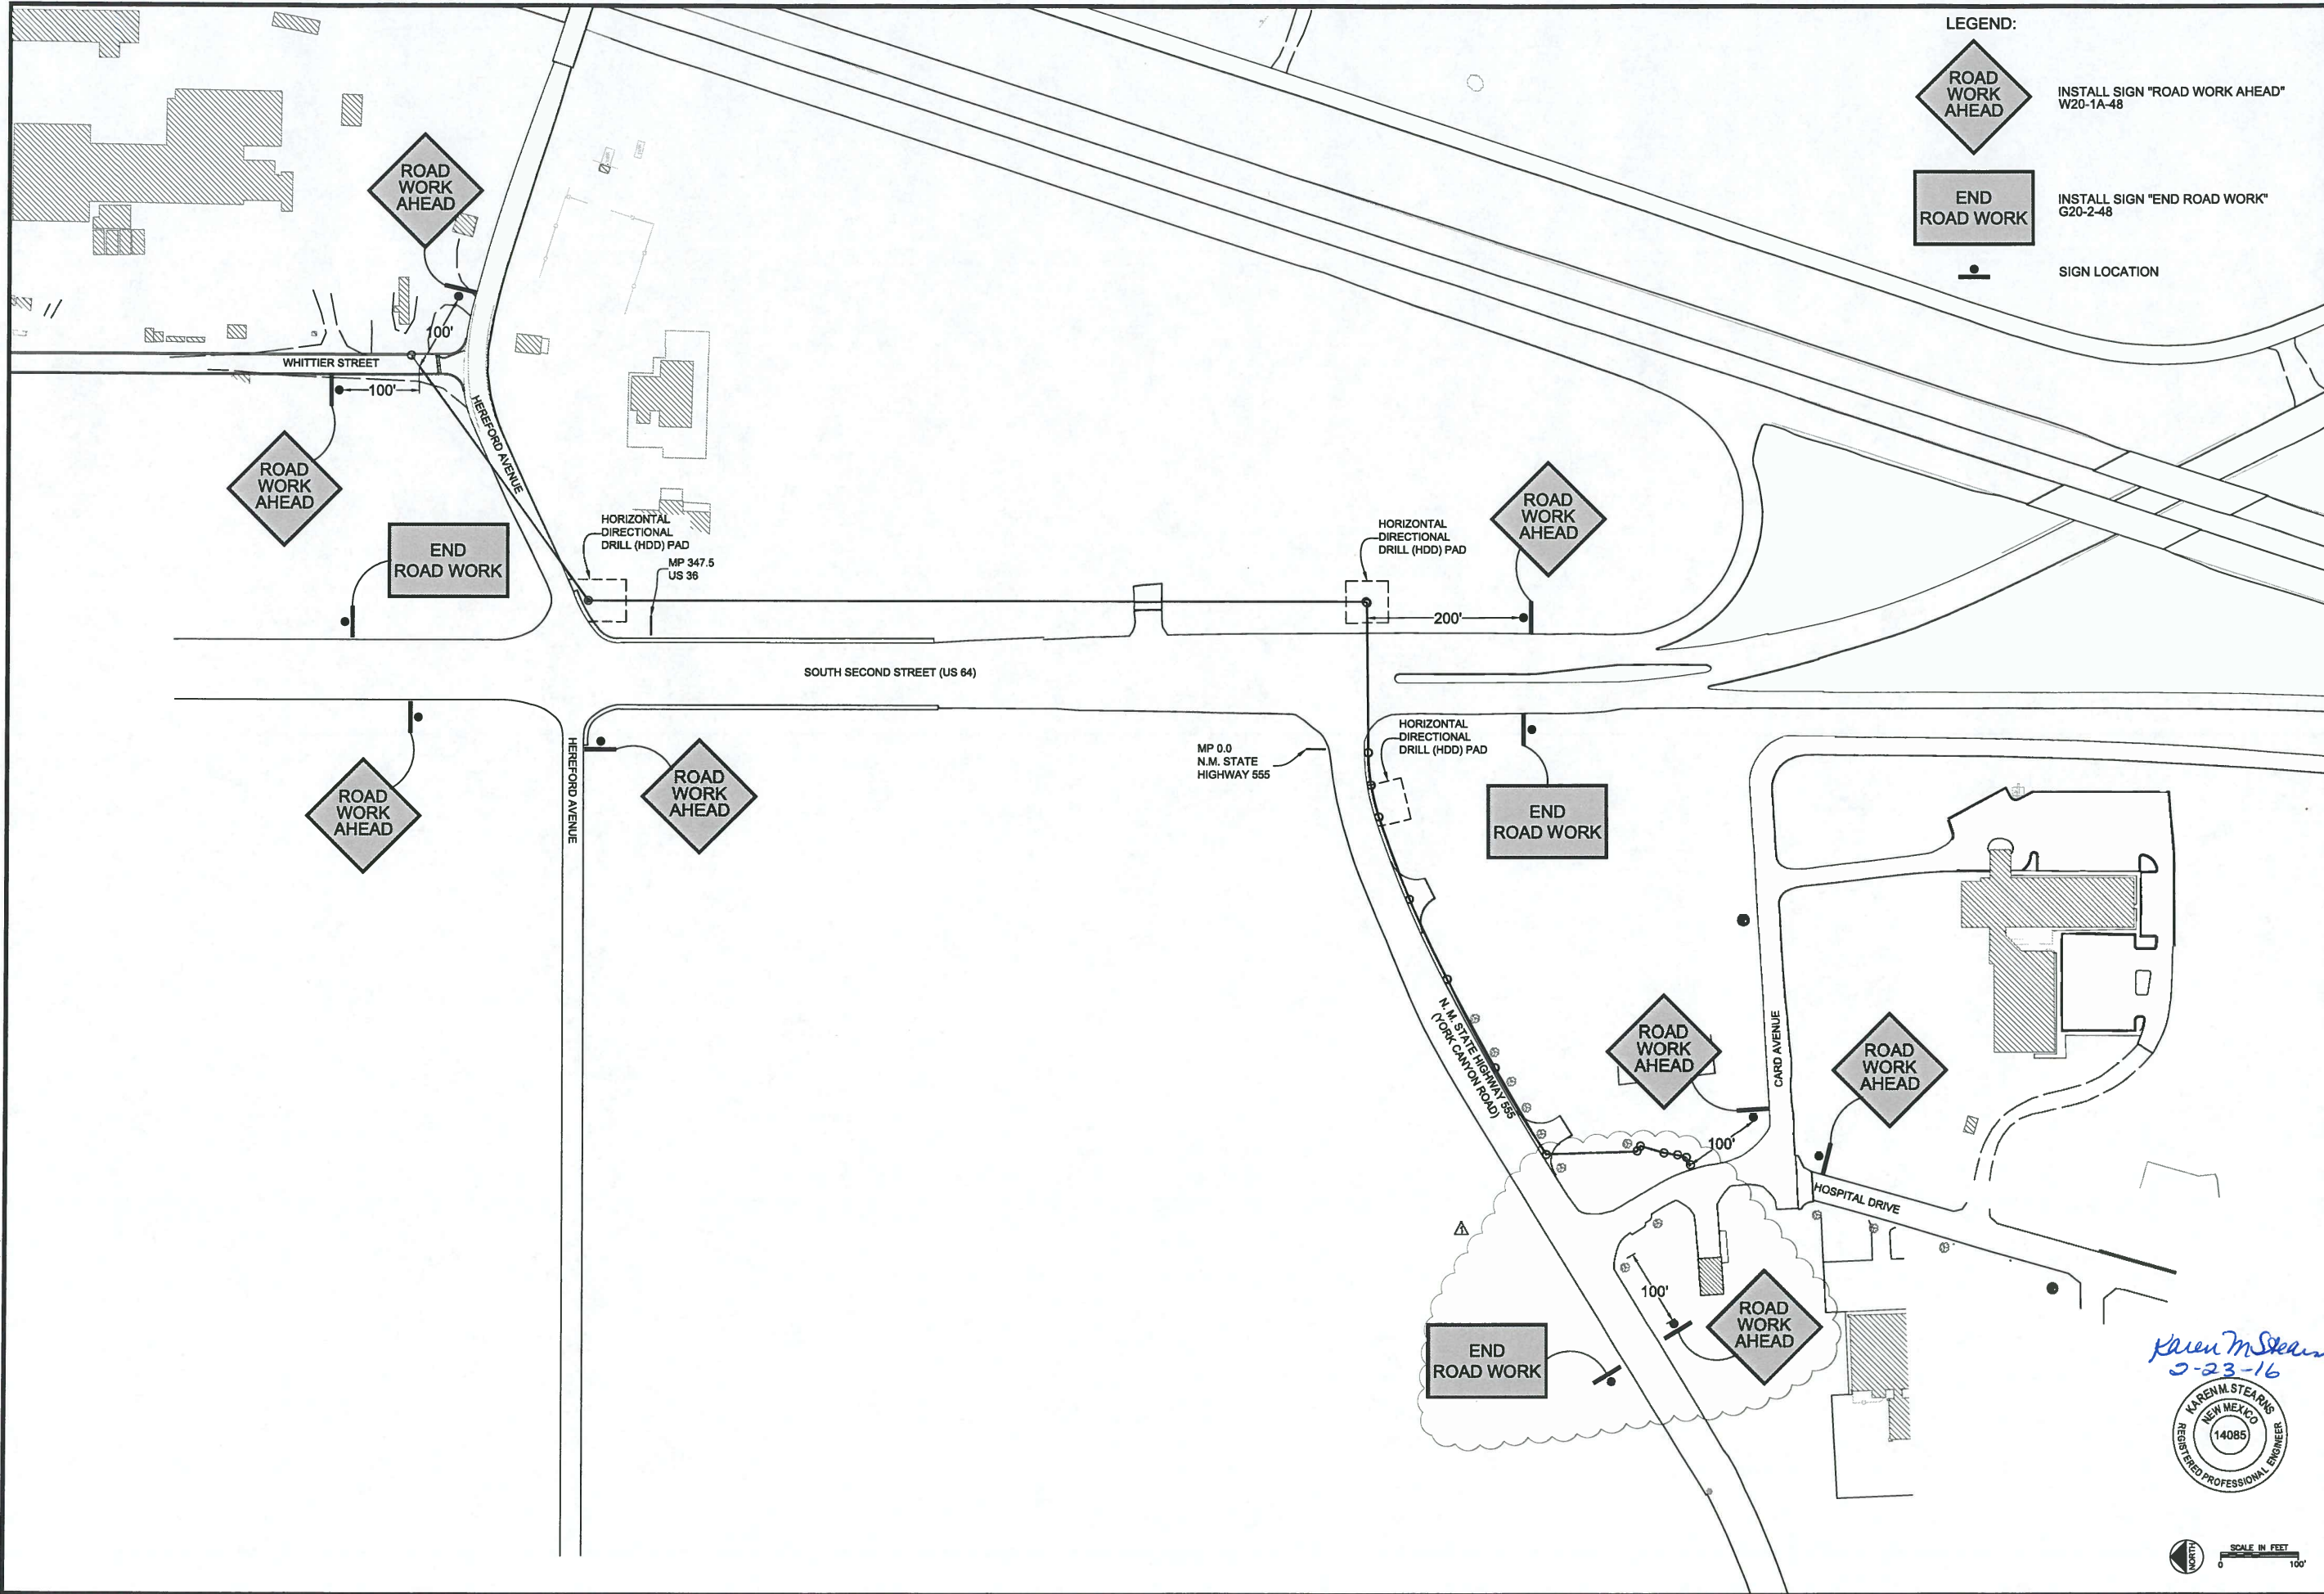 LEGEND:
ROAD
WORK
AHEAD
INSTALL SIGN "ROAD WORK AHEAD"
W20-1A-48
END
ROAD WORK
INSTALL SIGN "END ROAD WORK"
G20-2-48
SIGN LOCATION
ROAD
WORK
AHEAD
100'
WHITTIER STREET
100'
HEREFORD AVENUE
ROAD
WORK
AHEAD
END
ROAD WORK
HORIZONTAL
DIRECTIONAL
DRILL (HDD) PAD
MP 347.5
US 36
HORIZONTAL
DIRECTIONAL
DRILL (HDD) PAD
ROAD
WORK
AHEAD
200'
SOUTH SECOND STREET (US 64)
HEREFORD AVENUE
ROAD
WORK
AHEAD
ROAD
WORK
AHEAD
MP 0.0
N.M. STATE
HIGHWAY 555
HORIZONTAL
DIRECTIONAL
DRILL (HDD) PAD
END
ROAD WORK
N. M. STATE HIGHWAY 555
(YORK CANYON ROAD)
ROAD
WORK
AHEAD
CARD AVENUE
ROAD
WORK
AHEAD
100'
HOSPITAL DRIVE
1
100'
ROAD
WORK
AHEAD
END
ROAD WORK
Karen M Stearn
2-23-16
KAREN M. STEARNS
NEW MEXICO
14085
REGISTERED PROFESSIONAL ENGINEER
NORTH
SCALE IN FEET
0 100'